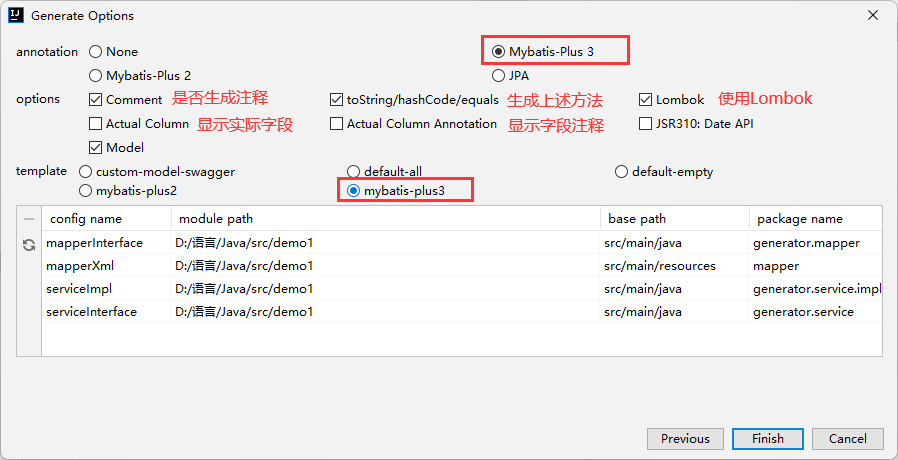 Generate Options
annotation None Mybatis-Plus 3
Mybatis-Plus 2 JPA
options Comment 是否生成注释 toString/hashCode/equals 生成上述方法 Lombok 使用Lombok
Actual Column 显示实际字段 Actual Column Annotation 显示字段注释 JSR310: Date API
Model
template custom-model-swagger default-all default-empty
mybatis-plus2 mybatis-plus3
config name module path base path package name
mapperInterface D:/语言/Java/src/demo1 src/main/java generator.mapper
mapperXml D:/语言/Java/src/demo1 src/main/resources mapper
serviceImpl D:/语言/Java/src/demo1 src/main/java generator.service.impl
serviceInterface D:/语言/Java/src/demo1 src/main/java generator.service
Previous Finish Cancel